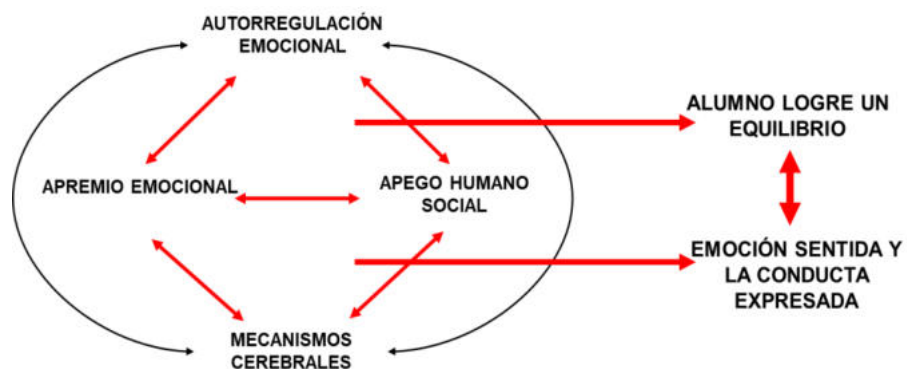 AUTORREGULACIÓN
EMOCIONAL
ALUMNO LOGRE UN
EQUILIBRIO
APREMIO EMOCIONAL
APEGO HUMANO
SOCIAL
EMOCIÓN SENTIDA Y
LA CONDUCTA
EXPRESADA
MECANISMOS
CEREBRALES